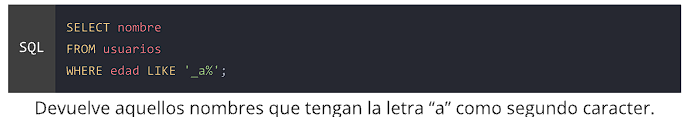 SELECT nombre
SQL FROM usuarios
WHERE edad LIKE '_a%';
Devuelve aquellos nombres que tengan la letra “a” como segundo caracter.